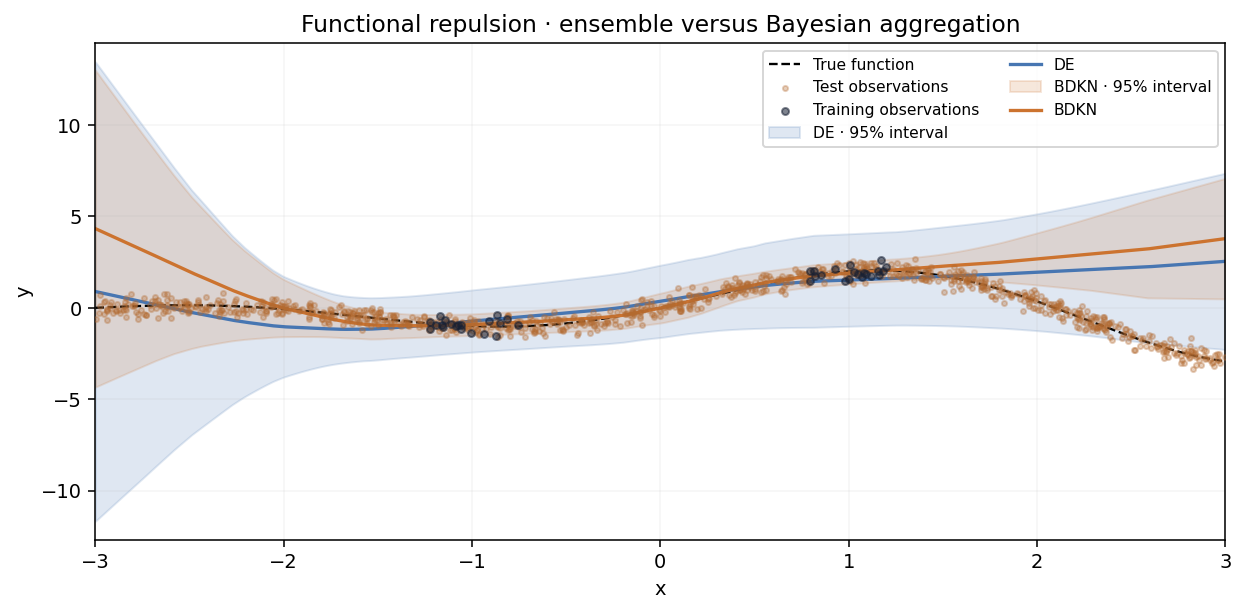 Functional repulsion · ensemble versus Bayesian aggregation
True function
Test observations
Training observations
DE · 95% interval
DE
BDKN · 95% interval
BDKN
10
5
0
−5
−10
y
−3
−2
−1
0
1
2
3
x